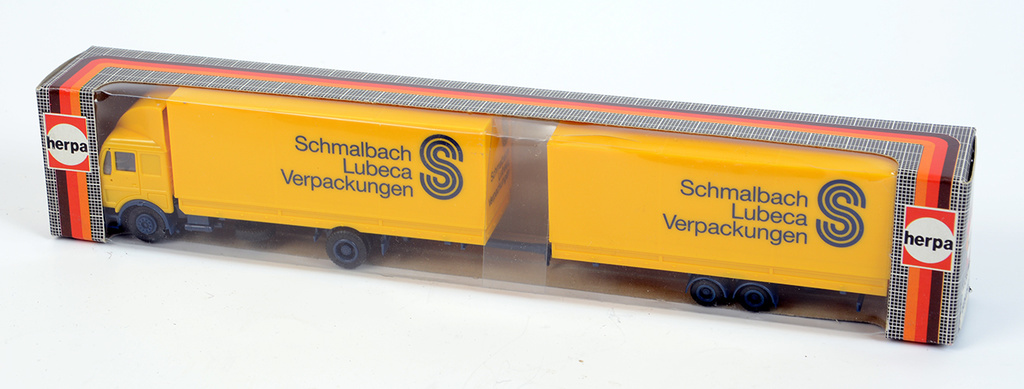 herpa
Schmalbach
Lubeca
Verpackungen
S
Schmalbach
Lubeca
Verpackungen
S
herpa